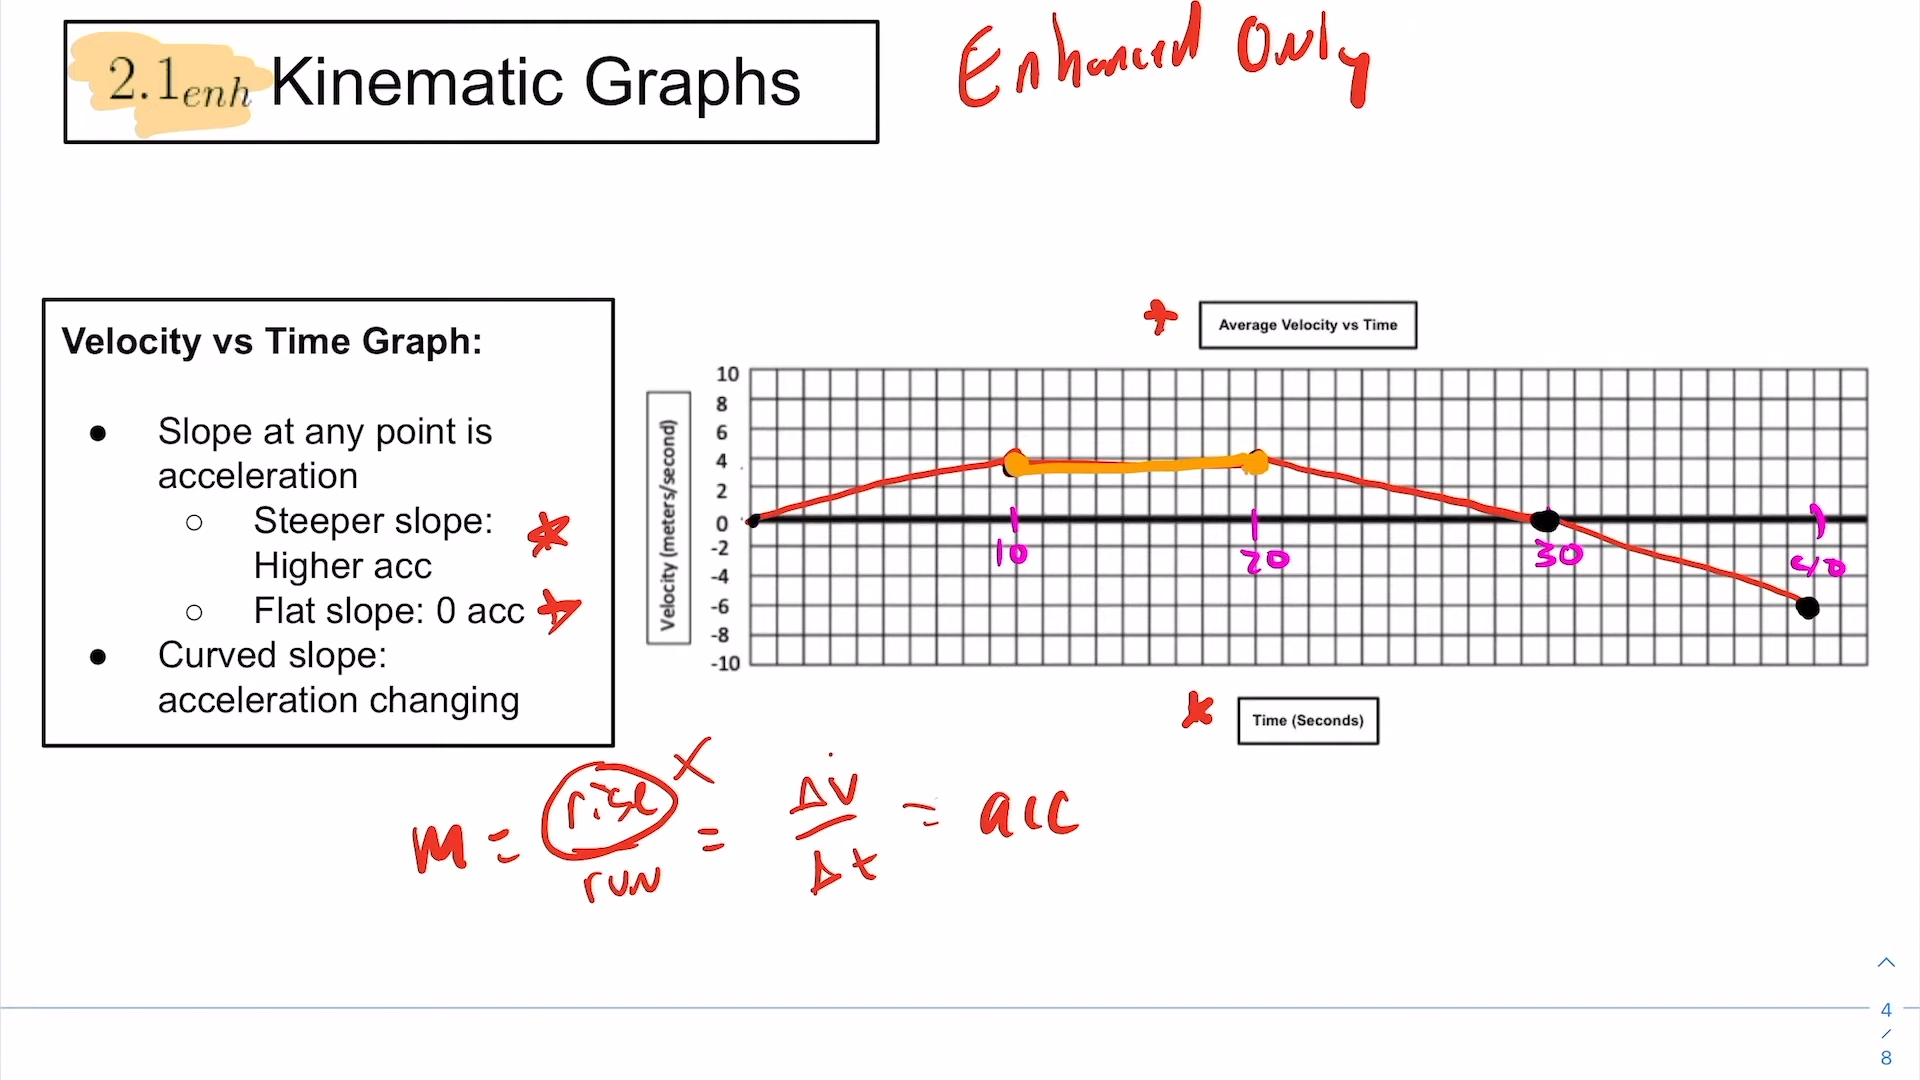 2.1enh Kinematic Graphs
Enhanced Only
Velocity vs Time Graph:
● Slope at any point is
acceleration
○ Steeper slope:
Higher acc
○ Flat slope: 0 acc
● Curved slope:
acceleration changing
Average Velocity vs Time
Velocity (meters/second)
10
8
6
4
2
0
-2
-4
-6
-8
-10
10 20 30 40
Time (Seconds)
m = rise/run = Δv/Δt = acc
4
/
8